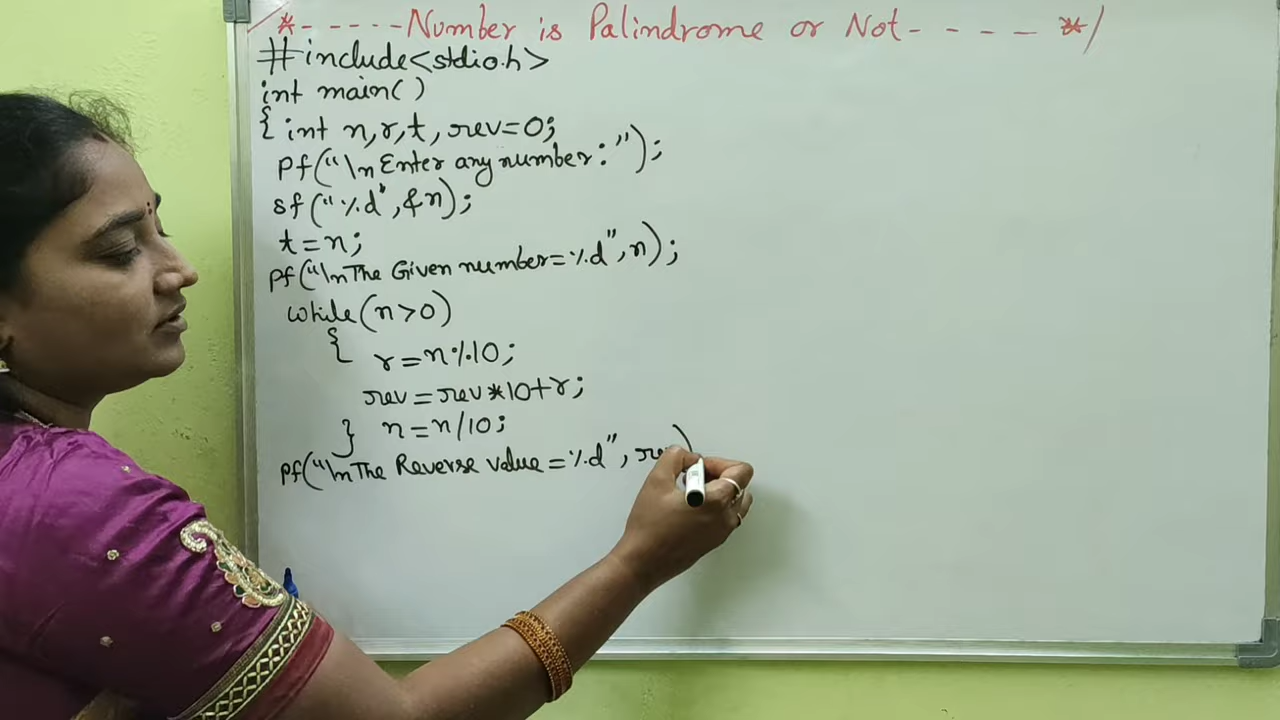 /*-----Number is Palindrome or Not- - - - */
#include<stdio.h>
int main()
{ int n,r,t, rev=0;
pf("\nEnter any number:");
sf("%d",&n);
t=n;
pf("\nThe Given number=%d",n);
while(n>0)
{ r=n%10;
rev=rev*10+r;
} n=n/10;
pf("\nThe Reverse value=%d", rev)